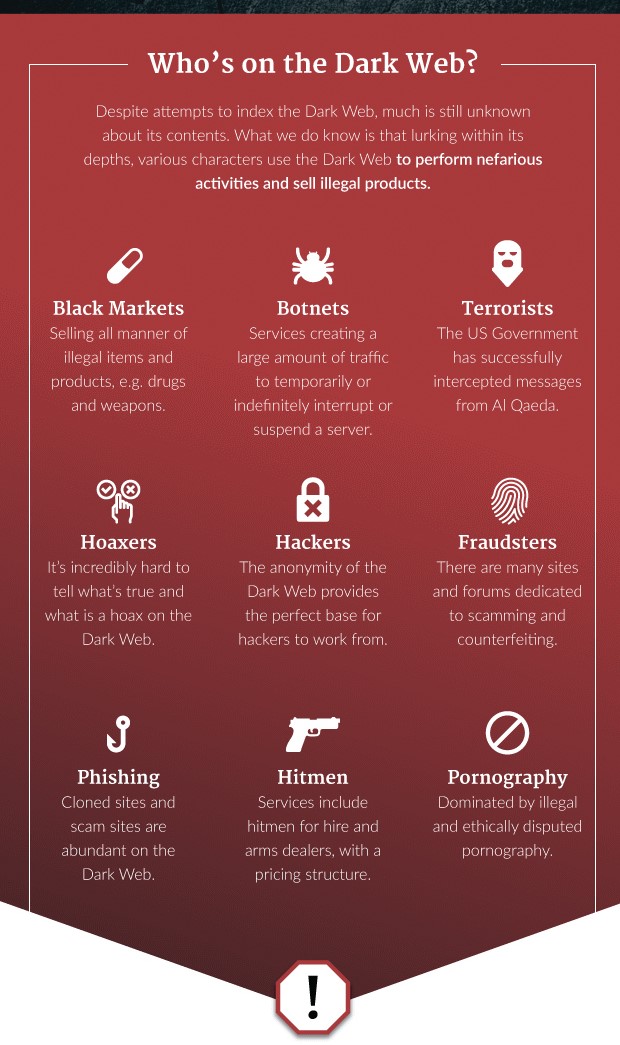 Who's on the Dark Web?
Despite attempts to index the Dark Web, much is still unknown
about its contents. What we do know is that lurking within its
depths, various characters use the Dark Web to perform nefarious
activities and sell illegal products.
Black Markets
Selling all manner of
illegal items and
products, e.g. drugs
and weapons.
Botnets
Services creating a
large amount of traffic
to temporarily or
indefinitely interrupt or
suspend a server.
Terrorists
The US Government
has successfully
intercepted messages
from Al Qaeda.
Hoaxers
It's incredibly hard to
tell what's true and
what is a hoax on the
Dark Web.
Hackers
The anonymity of the
Dark Web provides
the perfect base for
hackers to work from.
Fraudsters
There are many sites
and forums dedicated
to scamming and
counterfeiting.
Phishing
Cloned sites and
scam sites are
abundant on the
Dark Web.
Hitmen
Services include
hitmen for hire and
arms dealers, with a
pricing structure.
Pornography
Dominated by illegal
and ethically disputed
pornography.
!